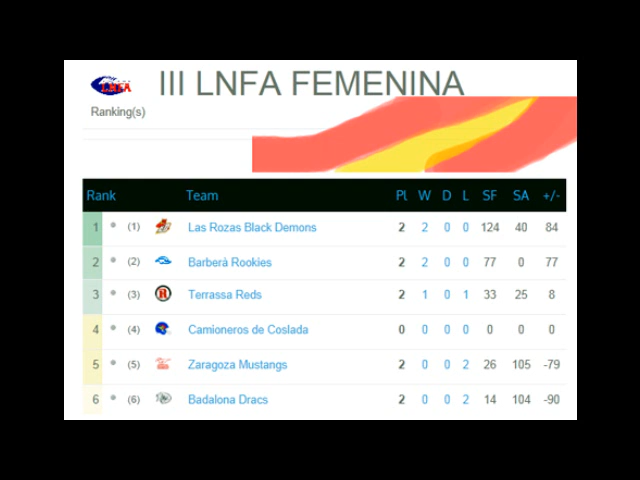 III LNFA FEMENINA
LNFA
Ranking(s)
Rank Team PL W D L SF SA +/-
1 (1) Las Rozas Black Demons 2 2 0 0 124 40 84
2 (2) Barberà Rookies 2 2 0 0 77 0 77
3 (3) Terrassa Reds 2 1 0 1 33 25 8
4 (4) Camioneros de Coslada 0 0 0 0 0 0 0
5 (5) Zaragoza Mustangs 2 0 0 2 26 105 -79
6 (6) Badalona Dracs 2 0 0 2 14 104 -90